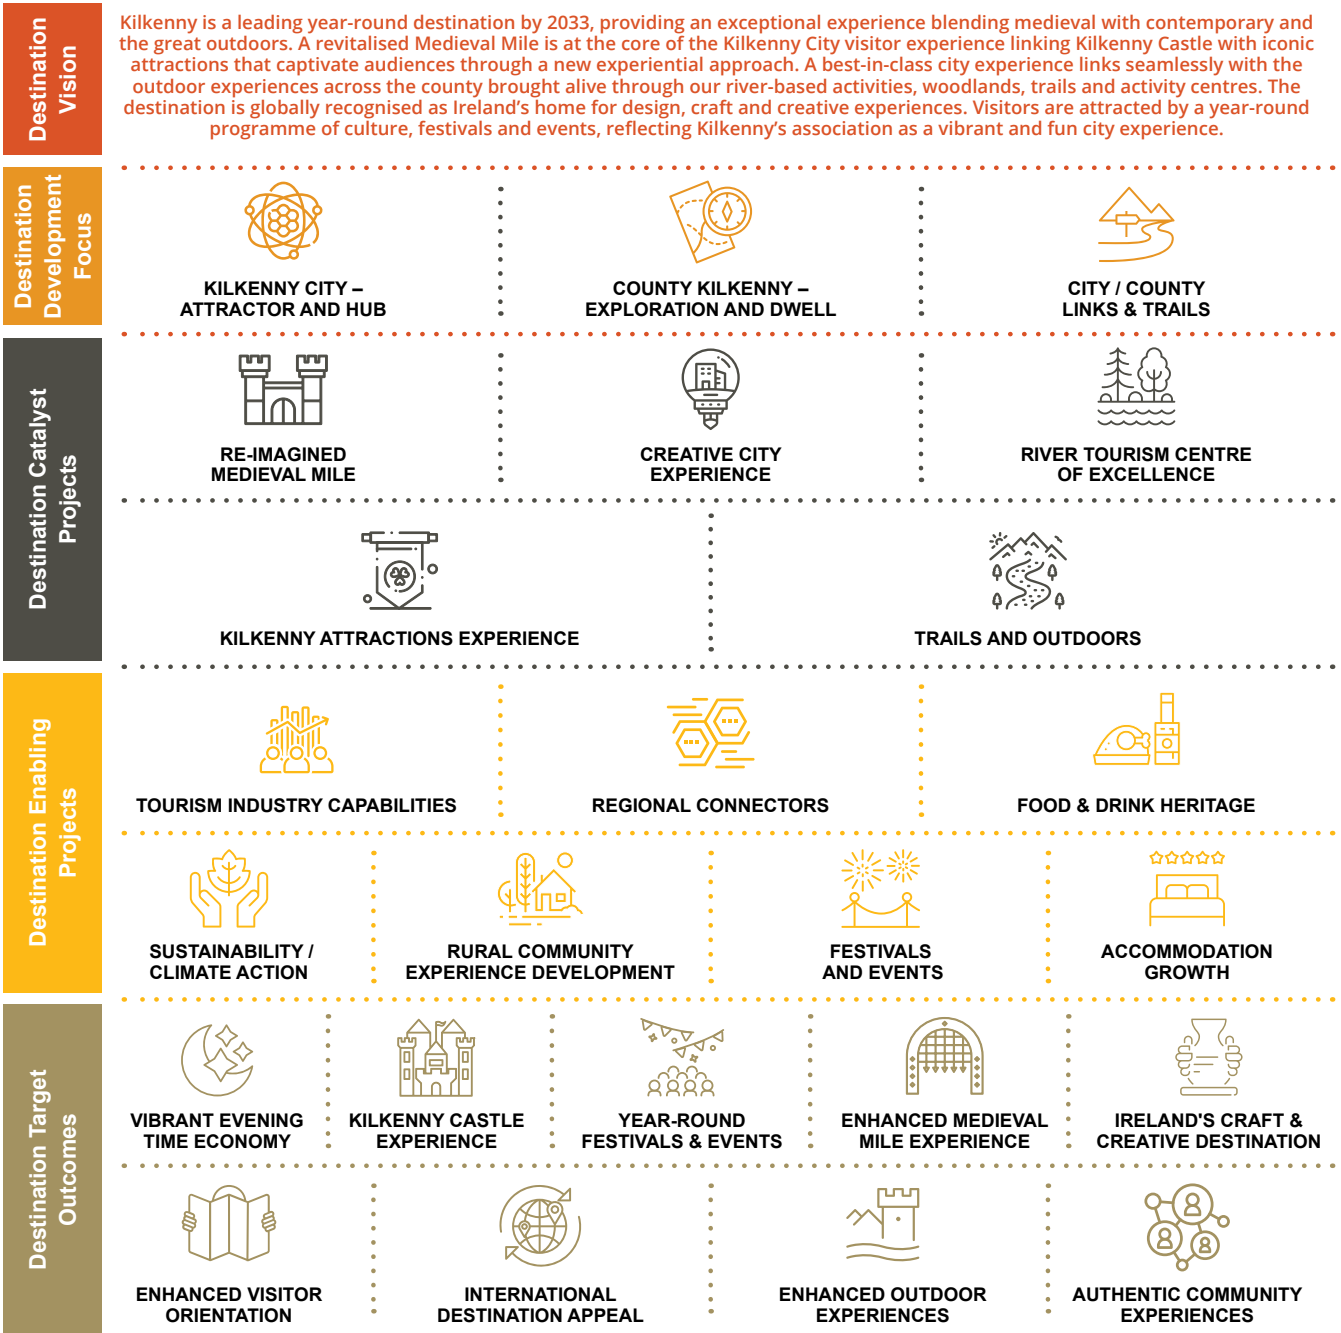 Destination
Vision
Kilkenny is a leading year-round destination by 2033, providing an exceptional experience blending medieval with contemporary and
the great outdoors. A revitalised Medieval Mile is at the core of the Kilkenny City visitor experience linking Kilkenny Castle with iconic
attractions that captivate audiences through a new experiential approach. A best-in-class city experience links seamlessly with the
outdoor experiences across the county brought alive through our river-based activities, woodlands, trails and activity centres. The
destination is globally recognised as Ireland’s home for design, craft and creative experiences. Visitors are attracted by a year-round
programme of culture, festivals and events, reflecting Kilkenny’s association as a vibrant and fun city experience.
Destination
Development
Focus
KILKENNY CITY –
ATTRACTOR AND HUB
COUNTY KILKENNY –
EXPLORATION AND DWELL
CITY / COUNTY
LINKS & TRAILS
Destination Catalyst
Projects
RE-IMAGINED
MEDIEVAL MILE
CREATIVE CITY
EXPERIENCE
RIVER TOURISM CENTRE
OF EXCELLENCE
KILKENNY ATTRACTIONS EXPERIENCE
TRAILS AND OUTDOORS
Destination Enabling
Projects
TOURISM INDUSTRY CAPABILITIES
REGIONAL CONNECTORS
FOOD & DRINK HERITAGE
SUSTAINABILITY /
CLIMATE ACTION
RURAL COMMUNITY
EXPERIENCE DEVELOPMENT
FESTIVALS
AND EVENTS
ACCOMMODATION
GROWTH
Destination Target
Outcomes
VIBRANT EVENING
TIME ECONOMY
KILKENNY CASTLE
EXPERIENCE
YEAR-ROUND
FESTIVALS & EVENTS
ENHANCED MEDIEVAL
MILE EXPERIENCE
IRELAND'S CRAFT &
CREATIVE DESTINATION
ENHANCED VISITOR
ORIENTATION
INTERNATIONAL
DESTINATION APPEAL
ENHANCED OUTDOOR
EXPERIENCES
AUTHENTIC COMMUNITY
EXPERIENCES